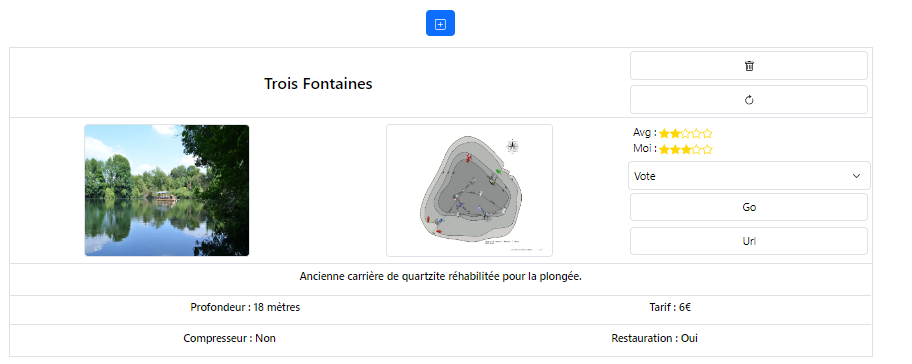 Trois Fontaines
Avg :
Moi :
Vote
Go
Url
Ancienne carrière de quartzite réhabilitée pour la plongée.
Profondeur : 18 mètres
Tarif : 6€
Compresseur : Non
Restauration : Oui